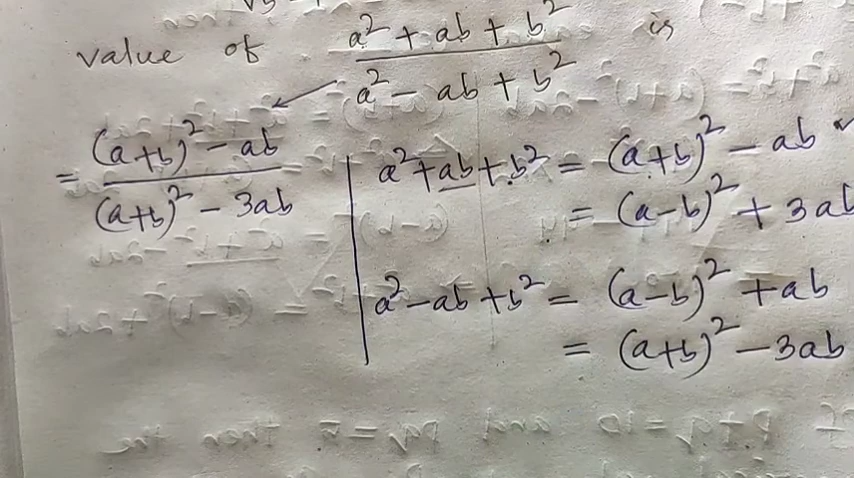 value of (a² + ab + b²)/(a² - ab + b²) is
= ((a+b)² - ab)/((a+b)² - 3ab)
a² + ab + b² = (a+b)² - ab
= (a-b)² + 3ab
a² - ab + b² = (a-b)² + ab
= (a+b)² - 3ab